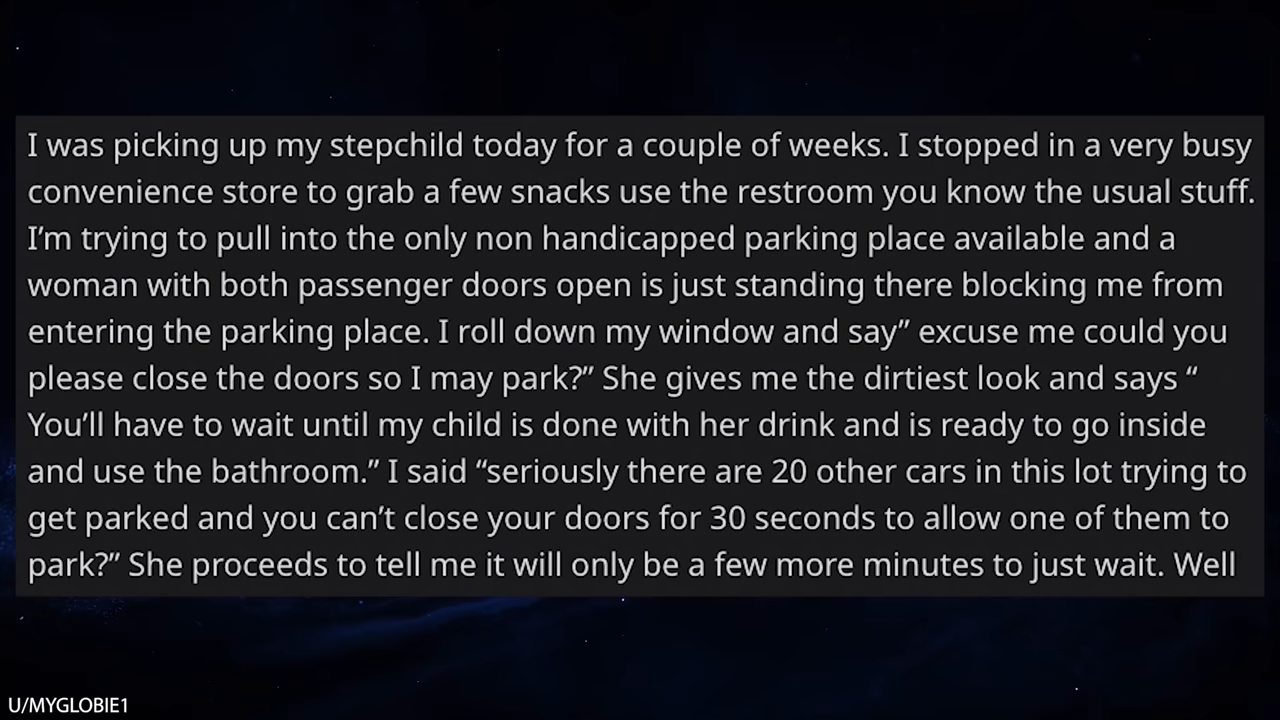 I was picking up my stepchild today for a couple of weeks. I stopped in a very busy
convenience store to grab a few snacks use the restroom you know the usual stuff.
I’m trying to pull into the only non handicapped parking place available and a
woman with both passenger doors open is just standing there blocking me from
entering the parking place. I roll down my window and say” excuse me could you
please close the doors so I may park?” She gives me the dirtiest look and says “
You’ll have to wait until my child is done with her drink and is ready to go inside
and use the bathroom.” I said “seriously there are 20 other cars in this lot trying to
get parked and you can’t close your doors for 30 seconds to allow one of them to
park?” She proceeds to tell me it will only be a few more minutes to just wait. Well
U/MYGLOBIE1